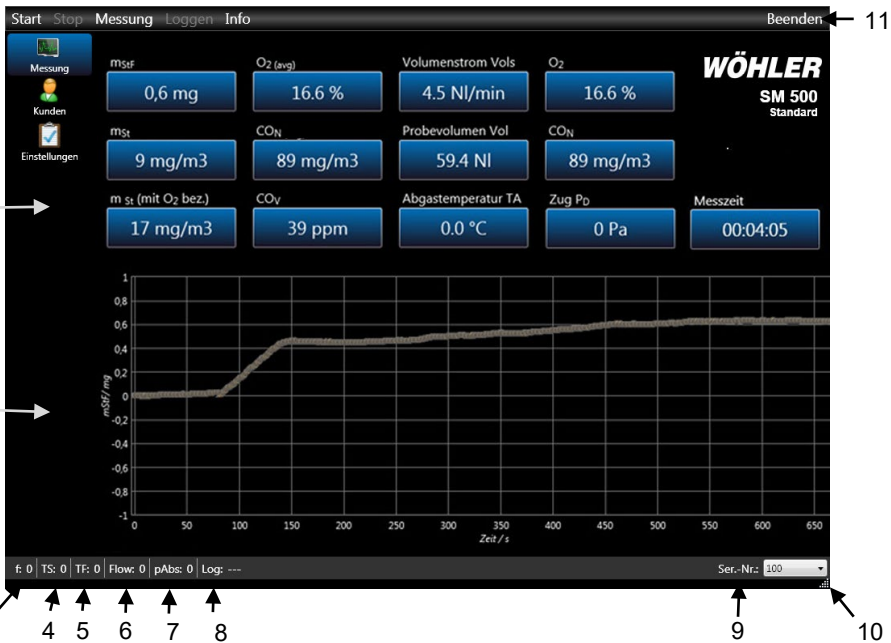 Start Stop Messung Loggen Info Beenden 11
Messung
Kunden
Einstellungen
mStF O2 (avg) Volumenstrom Vols O2
0,6 mg 16.6 % 4.5 Nl/min 16.6 %
WÖHLER
SM 500
Standard
mSt CON Probevolumen Vol CON
9 mg/m3 89 mg/m3 59.4 Nl 89 mg/m3
m St (mit O2 bez.) COV Abgastemperatur TA Zug PD Messzeit
17 mg/m3 39 ppm 0.0 °C 0 Pa 00:04:05
1
0,8
0,6
0,4
0,2
0
-0,2
-0,4
-0,6
-0,8
-1
mStF/ mg
0 50 100 150 200 250 300 350 400 450 500 550 600 650
Zeit / s
f: 0 TS: 0 TF: 0 Flow: 0 pAbs: 0 Log: --- Ser.-Nr.: 100
4 5 6 7 8 9 10